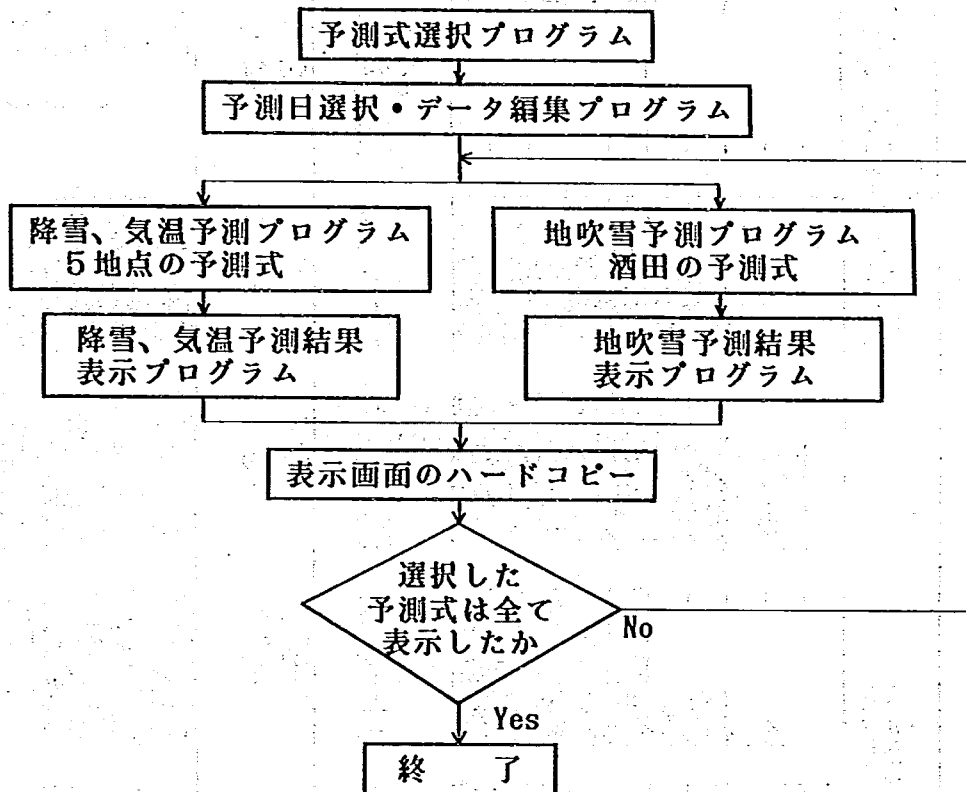 予測式選択プログラム
予測日選択・データ編集プログラム
降雪、気温予測プログラム
5地点の予測式
地吹雪予測プログラム
酒田の予測式
降雪、気温予測結果
表示プログラム
地吹雪予測結果
表示プログラム
表示画面のハードコピー
選択した
予測式は全て
表示したか
No
Yes
終　了